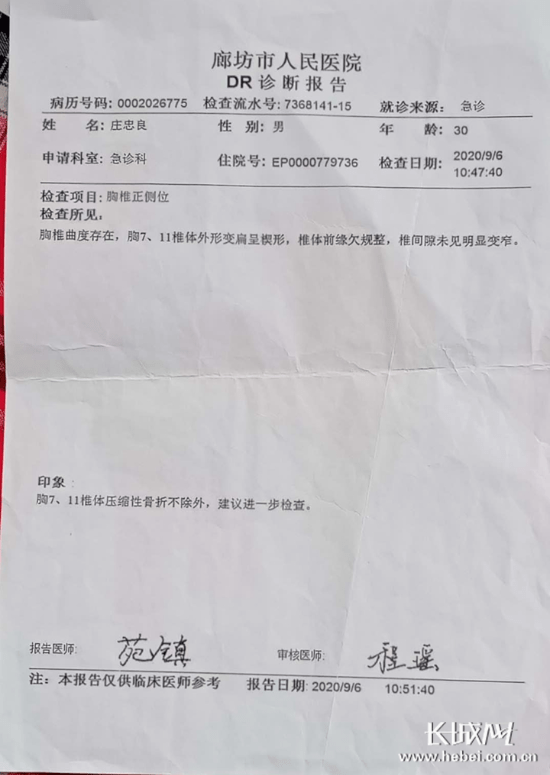 廊坊市人民医院
DR 诊断报告
病历号码: 0002026775 检查流水号: 7368141-15 就诊来源: 急诊
姓 名: 庄忠良 性 别: 男 年 龄: 30
申请科室: 急诊科 住院号: EP0000779736 检查日期: 2020/9/6 10:47:40
检查项目: 胸椎正侧位
检查所见:
胸椎曲度存在，胸7、11椎体外形变扁呈楔形，椎体前缘欠规整，椎间隙未见明显变窄。
印象:
胸7、11椎体压缩性骨折不除外，建议进一步检查。
报告医师: 苑镇 审核医师: 程瑶
注: 本报告仅供临床医师参考 报告日期: 2020/9/6 10:51:40
长城网
www.hebei.com.cn